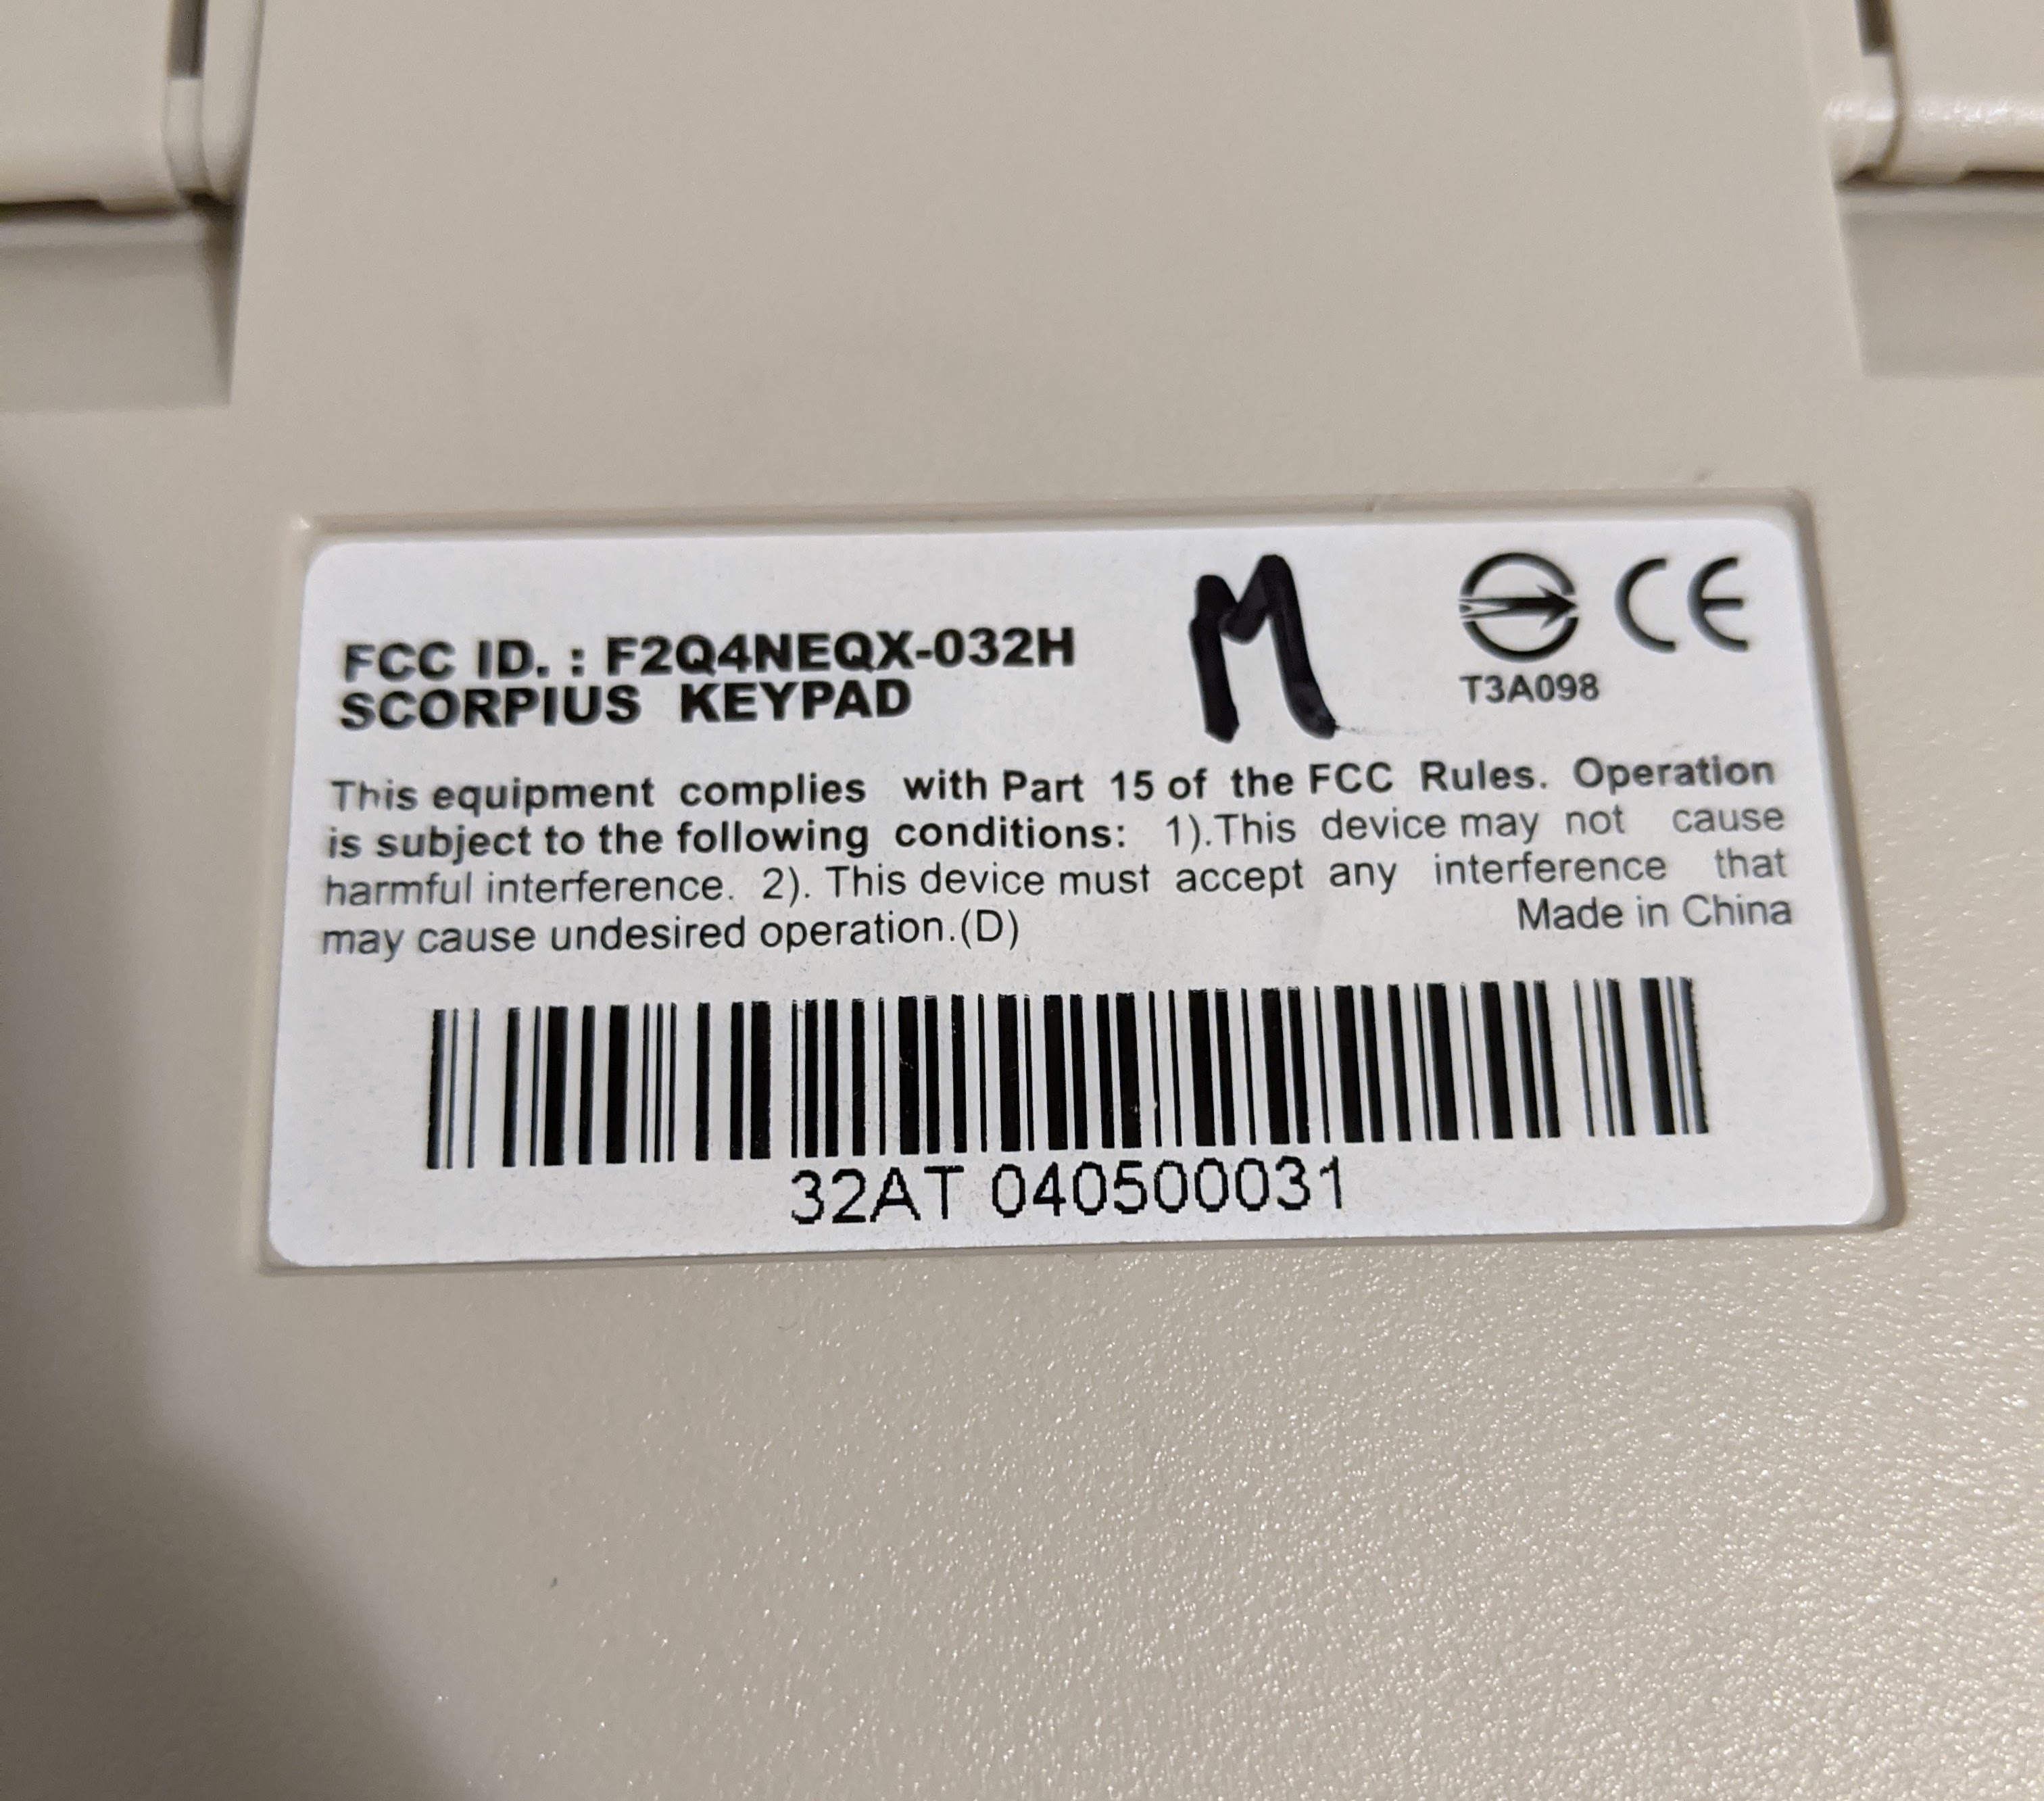 FCC ID. : F2Q4NEQX-032H
SCORPIUS KEYPAD
M
CE
T3A098
This equipment complies with Part 15 of the FCC Rules. Operation
is subject to the following conditions: 1).This device may not cause
harmful interference. 2). This device must accept any interference that
may cause undesired operation.(D)
Made in China
32AT 040500031